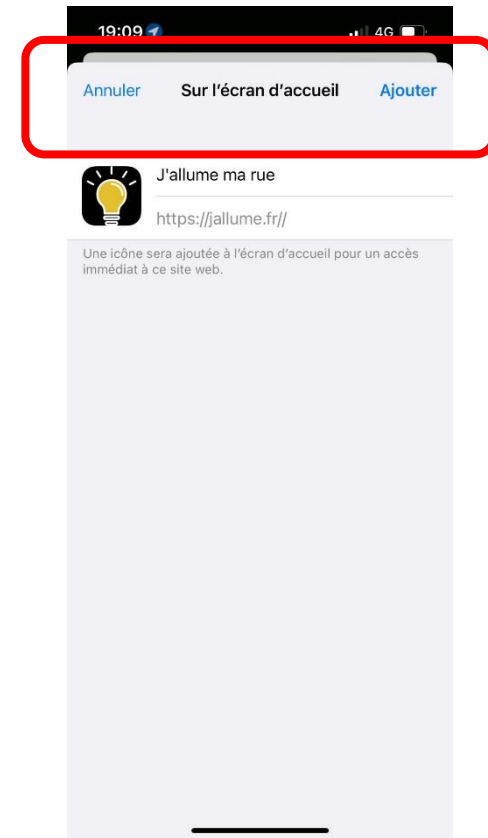 19:09 4G
Annuler Sur l'écran d'accueil Ajouter
J'allume ma rue
https://jallume.fr//
Une icône sera ajoutée à l'écran d'accueil pour un accès
immédiat à ce site web.